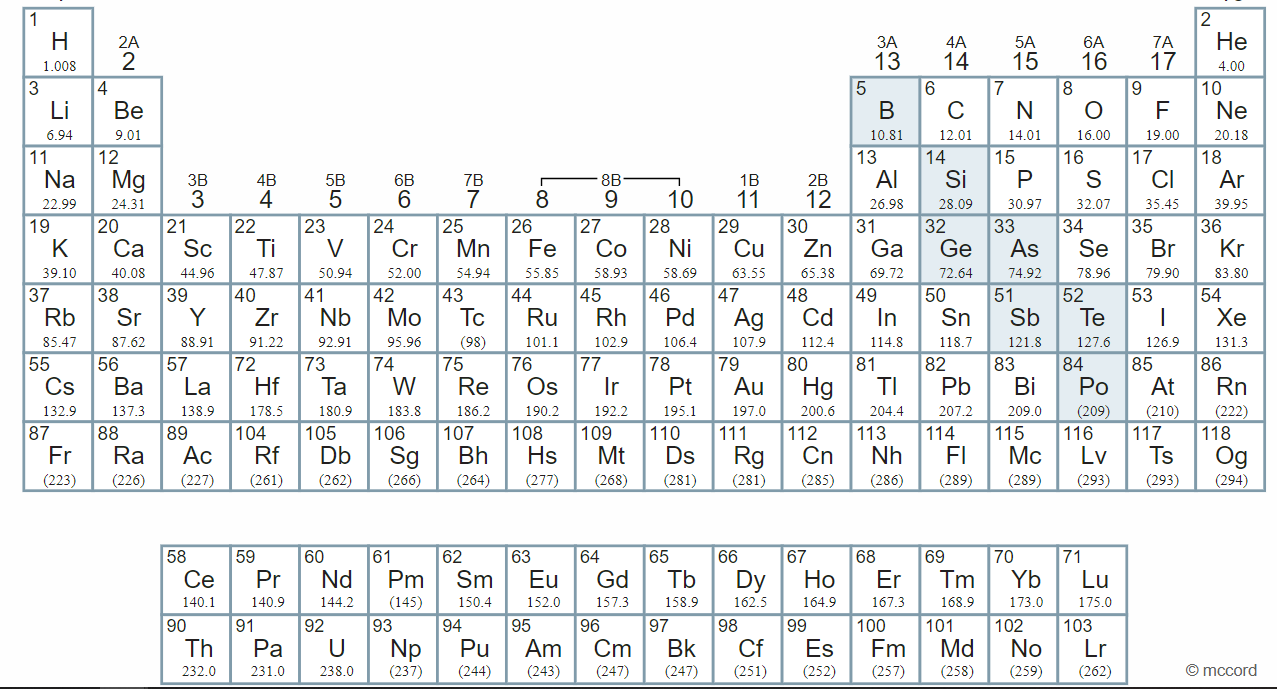 1 2
H 2A 3A 4A 5A 6A 7A He
1.008 2 13 14 15 16 17 4.00
3 4 5 6 7 8 9 10
Li Be B C N O F Ne
6.94 9.01 10.81 12.01 14.01 16.00 19.00 20.18
11 12 13 14 15 16 17 18
Na Mg 3B 4B 5B 6B 7B 8B 1B 2B Al Si P S Cl Ar
22.99 24.31 3 4 5 6 7 8 9 10 11 12 26.98 28.09 30.97 32.07 35.45 39.95
19 20 21 22 23 24 25 26 27 28 29 30 31 32 33 34 35 36
K Ca Sc Ti V Cr Mn Fe Co Ni Cu Zn Ga Ge As Se Br Kr
39.10 40.08 44.96 47.87 50.94 52.00 54.94 55.85 58.93 58.69 63.55 65.38 69.72 72.64 74.92 78.96 79.90 83.80
37 38 39 40 41 42 43 44 45 46 47 48 49 50 51 52 53 54
Rb Sr Y Zr Nb Mo Tc Ru Rh Pd Ag Cd In Sn Sb Te I Xe
85.47 87.62 88.91 91.22 92.91 95.96 (98) 101.1 102.9 106.4 107.9 112.4 114.8 118.7 121.8 127.6 126.9 131.3
55 56 57 72 73 74 75 76 77 78 79 80 81 82 83 84 85 86
Cs Ba La Hf Ta W Re Os Ir Pt Au Hg Tl Pb Bi Po At Rn
132.9 137.3 138.9 178.5 180.9 183.8 186.2 190.2 192.2 195.1 197.0 200.6 204.4 207.2 209.0 (209) (210) (222)
87 88 89 104 105 106 107 108 109 110 111 112 113 114 115 116 117 118
Fr Ra Ac Rf Db Sg Bh Hs Mt Ds Rg Cn Nh Fl Mc Lv Ts Og
(223) (226) (227) (261) (262) (266) (264) (277) (268) (281) (281) (285) (286) (289) (289) (293) (293) (294)
58 59 60 61 62 63 64 65 66 67 68 69 70 71
Ce Pr Nd Pm Sm Eu Gd Tb Dy Ho Er Tm Yb Lu
140.1 140.9 144.2 (145) 150.4 152.0 157.3 158.9 162.5 164.9 167.3 168.9 173.0 175.0
90 91 92 93 94 95 96 97 98 99 100 101 102 103
Th Pa U Np Pu Am Cm Bk Cf Es Fm Md No Lr
232.0 231.0 238.0 (237) (244) (243) (247) (247) (251) (252) (257) (258) (259) (262)
© mccord